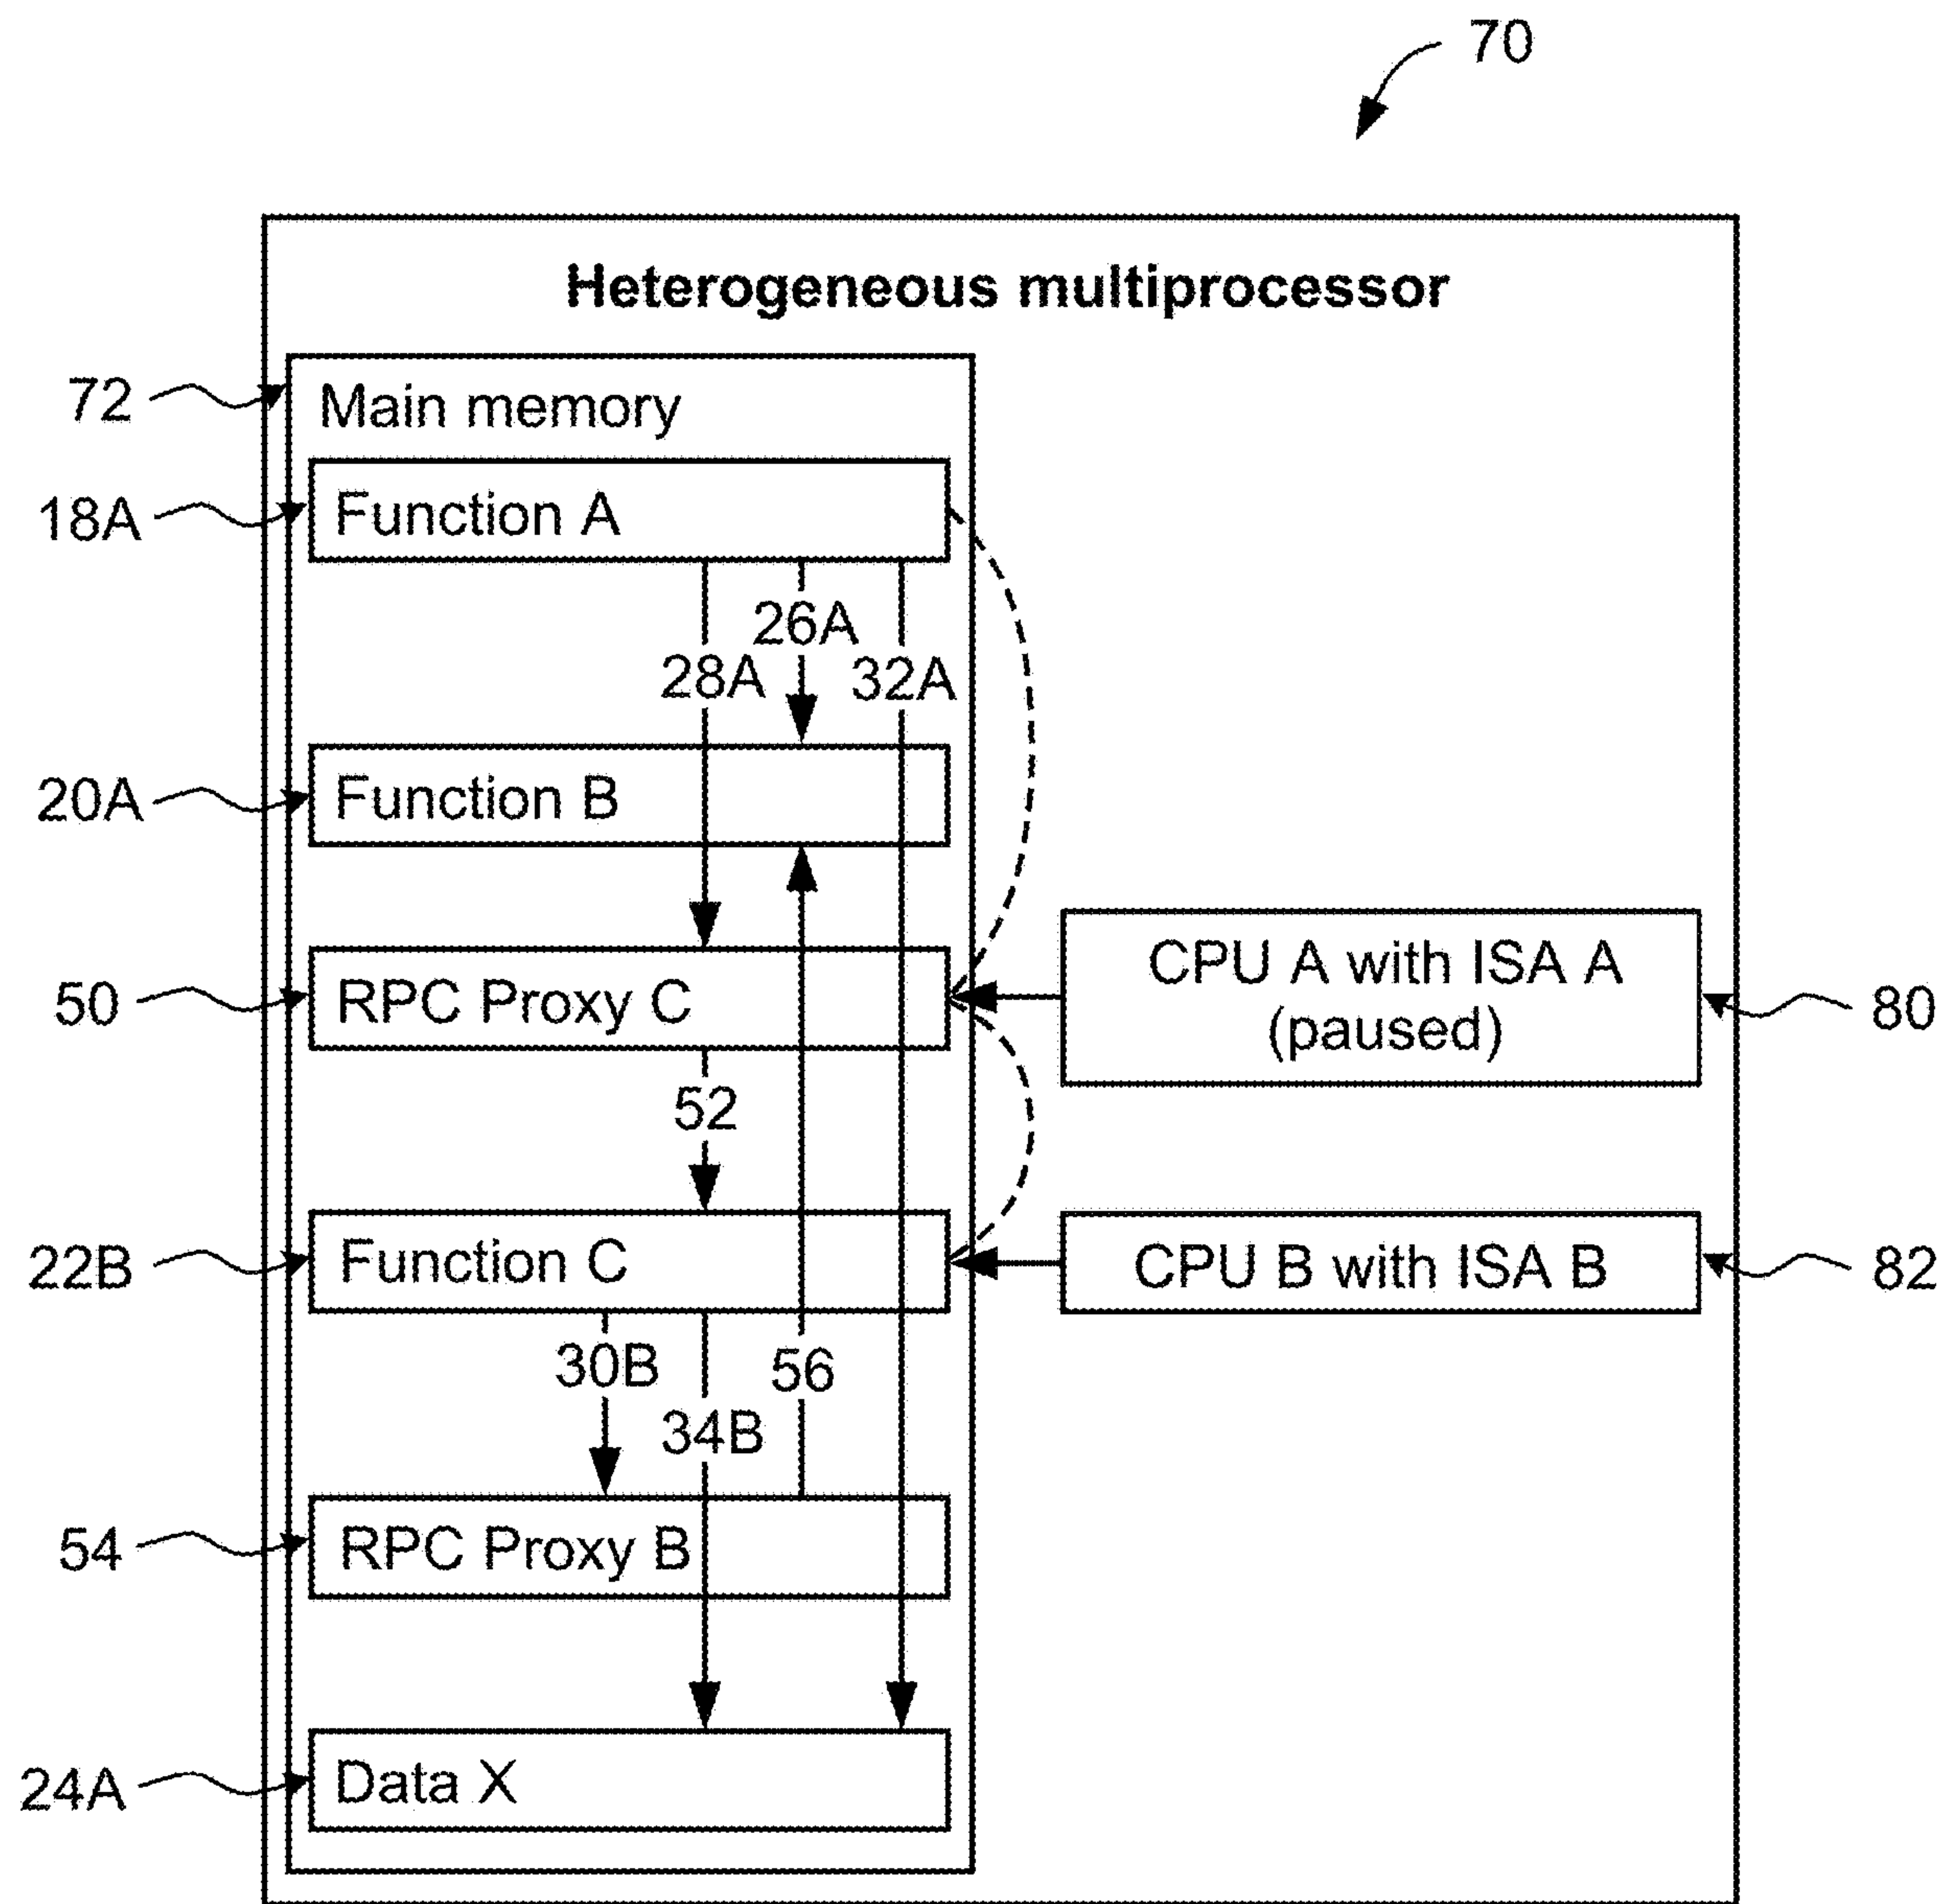 70
Heterogeneous multiprocessor
72
Main memory
18A
Function A
26A
28A
32A
20A
Function B
50
RPC Proxy C
CPU A with ISA A
(paused)
80
52
22B
Function C
CPU B with ISA B
82
30B
56
34B
54
RPC Proxy B
24A
Data X